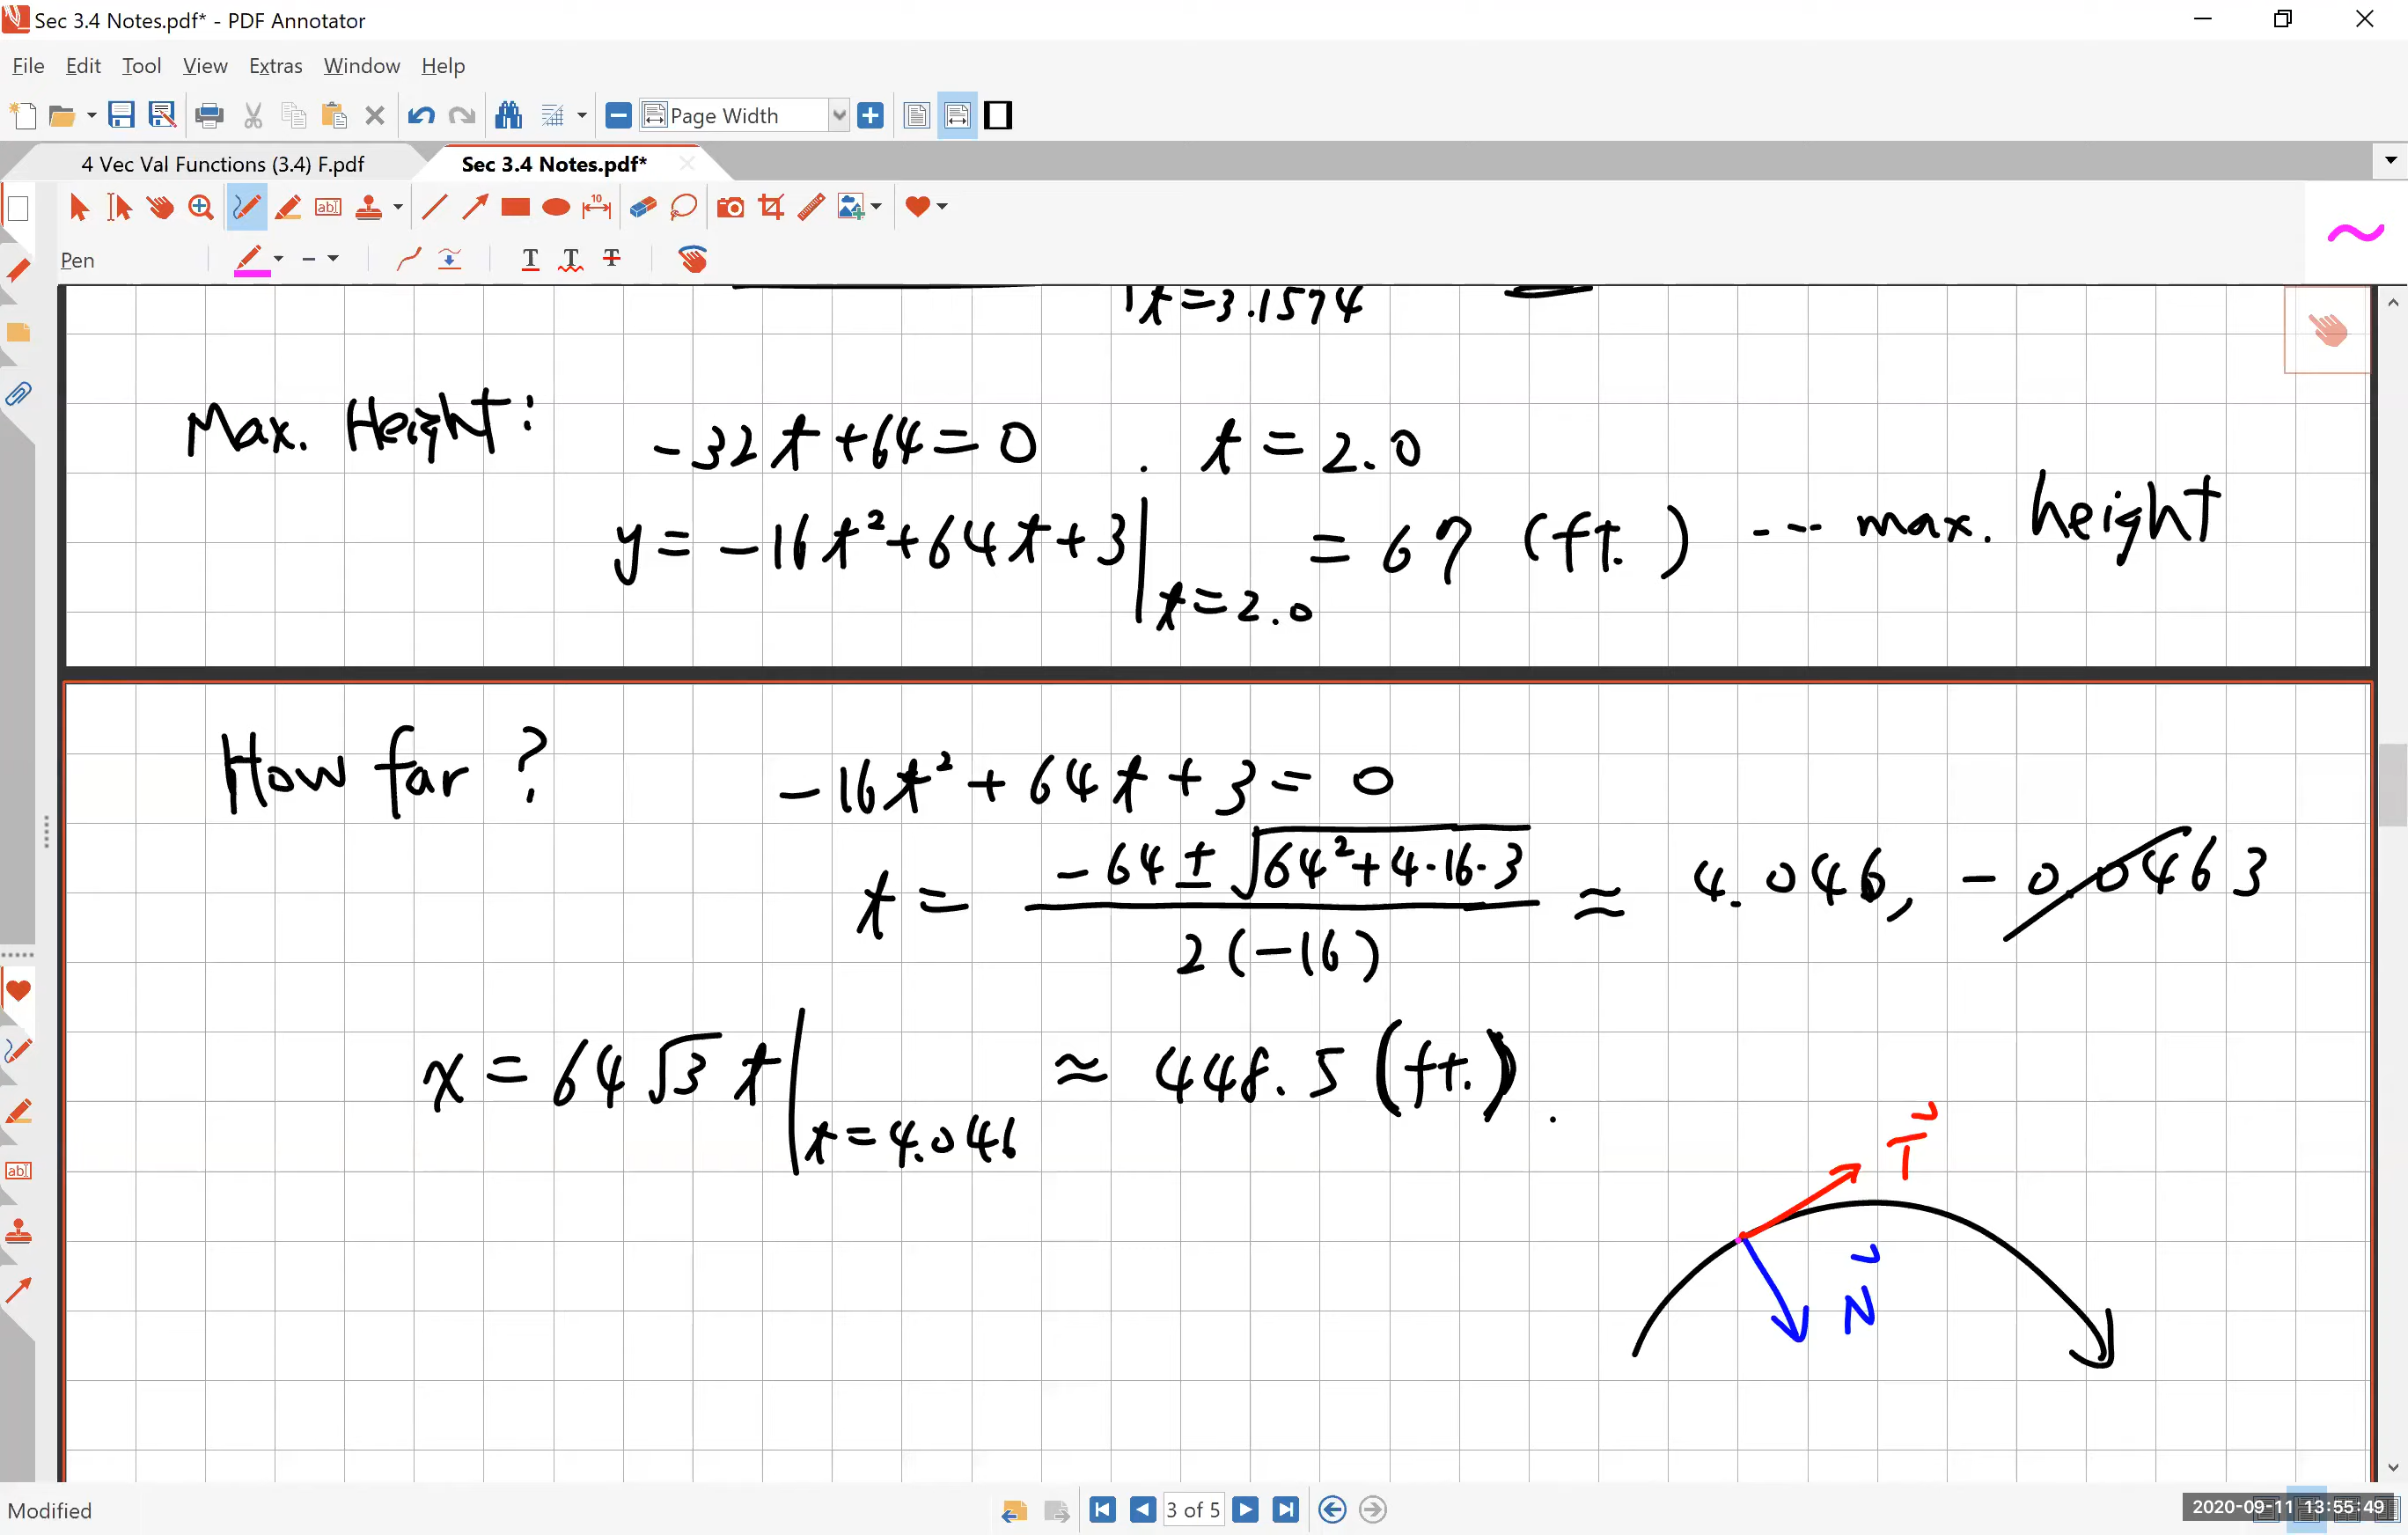 Sec 3.4 Notes.pdf* - PDF Annotator
File Edit Tool View Extras Window Help
Page Width
4 Vec Val Functions (3.4) F.pdf
Sec 3.4 Notes.pdf*
Pen
t=3.1574
Max. Height: -32t+64=0 . t=2.0
y=-16t²+64t+3|t=2.0 =67 (ft.) --- max. height
How far? -16t²+64t+3=0
t= (-64±√(64²+4·16·3))/(2(-16)) ≈ 4.046, -0.0463
x=64√3 t|t=4.046 ≈ 448.5 (ft.).
T
N
Modified
3 of 5
2020-09-11 13:55:49